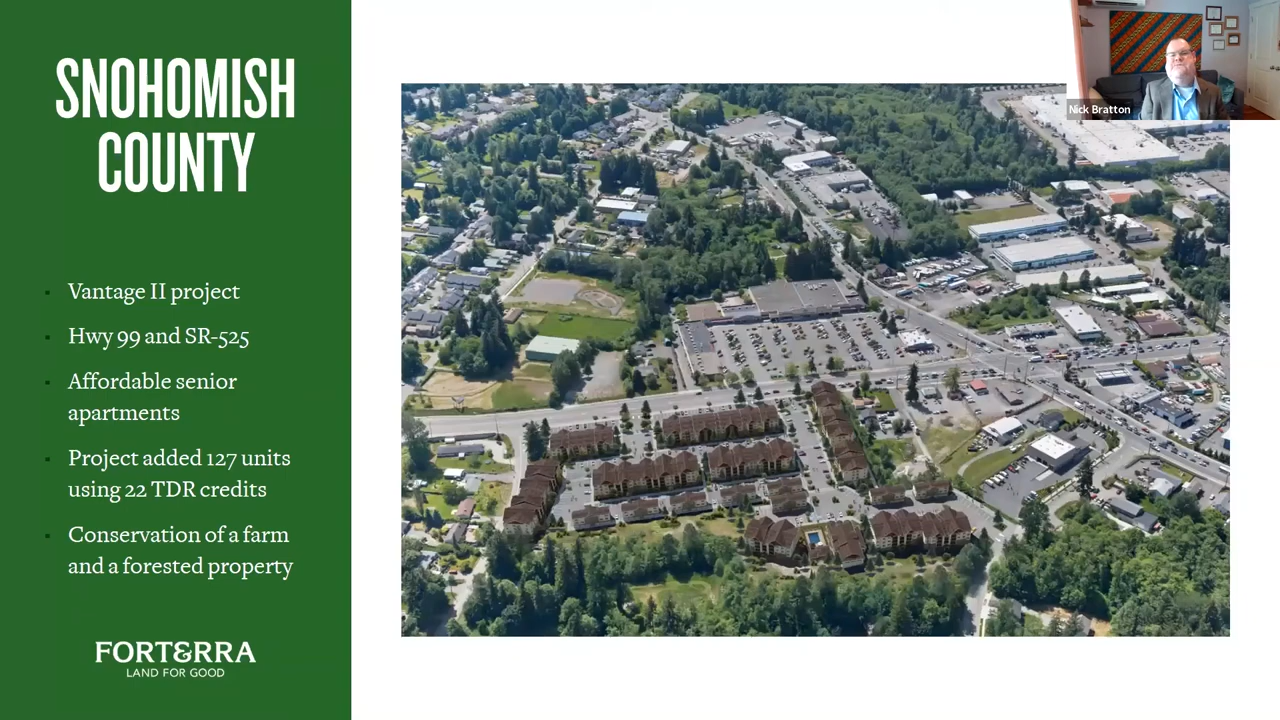 SNOHOMISH
COUNTY
Nick Bratton
Vantage II project
Hwy 99 and SR-525
Affordable senior
apartments
Project added 127 units
using 22 TDR credits
Conservation of a farm
and a forested property
FORTERRA
LAND FOR GOOD